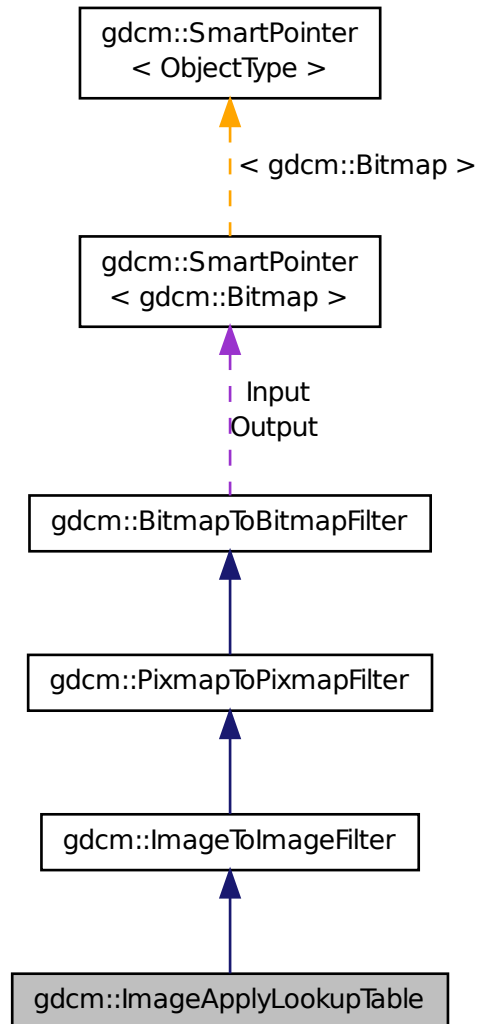 gdcm::SmartPointer
< ObjectType >
< gdcm::Bitmap >
gdcm::SmartPointer
< gdcm::Bitmap >
Input
Output
gdcm::BitmapToBitmapFilter
gdcm::PixmapToPixmapFilter
gdcm::ImageToImageFilter
gdcm::ImageApplyLookupTable